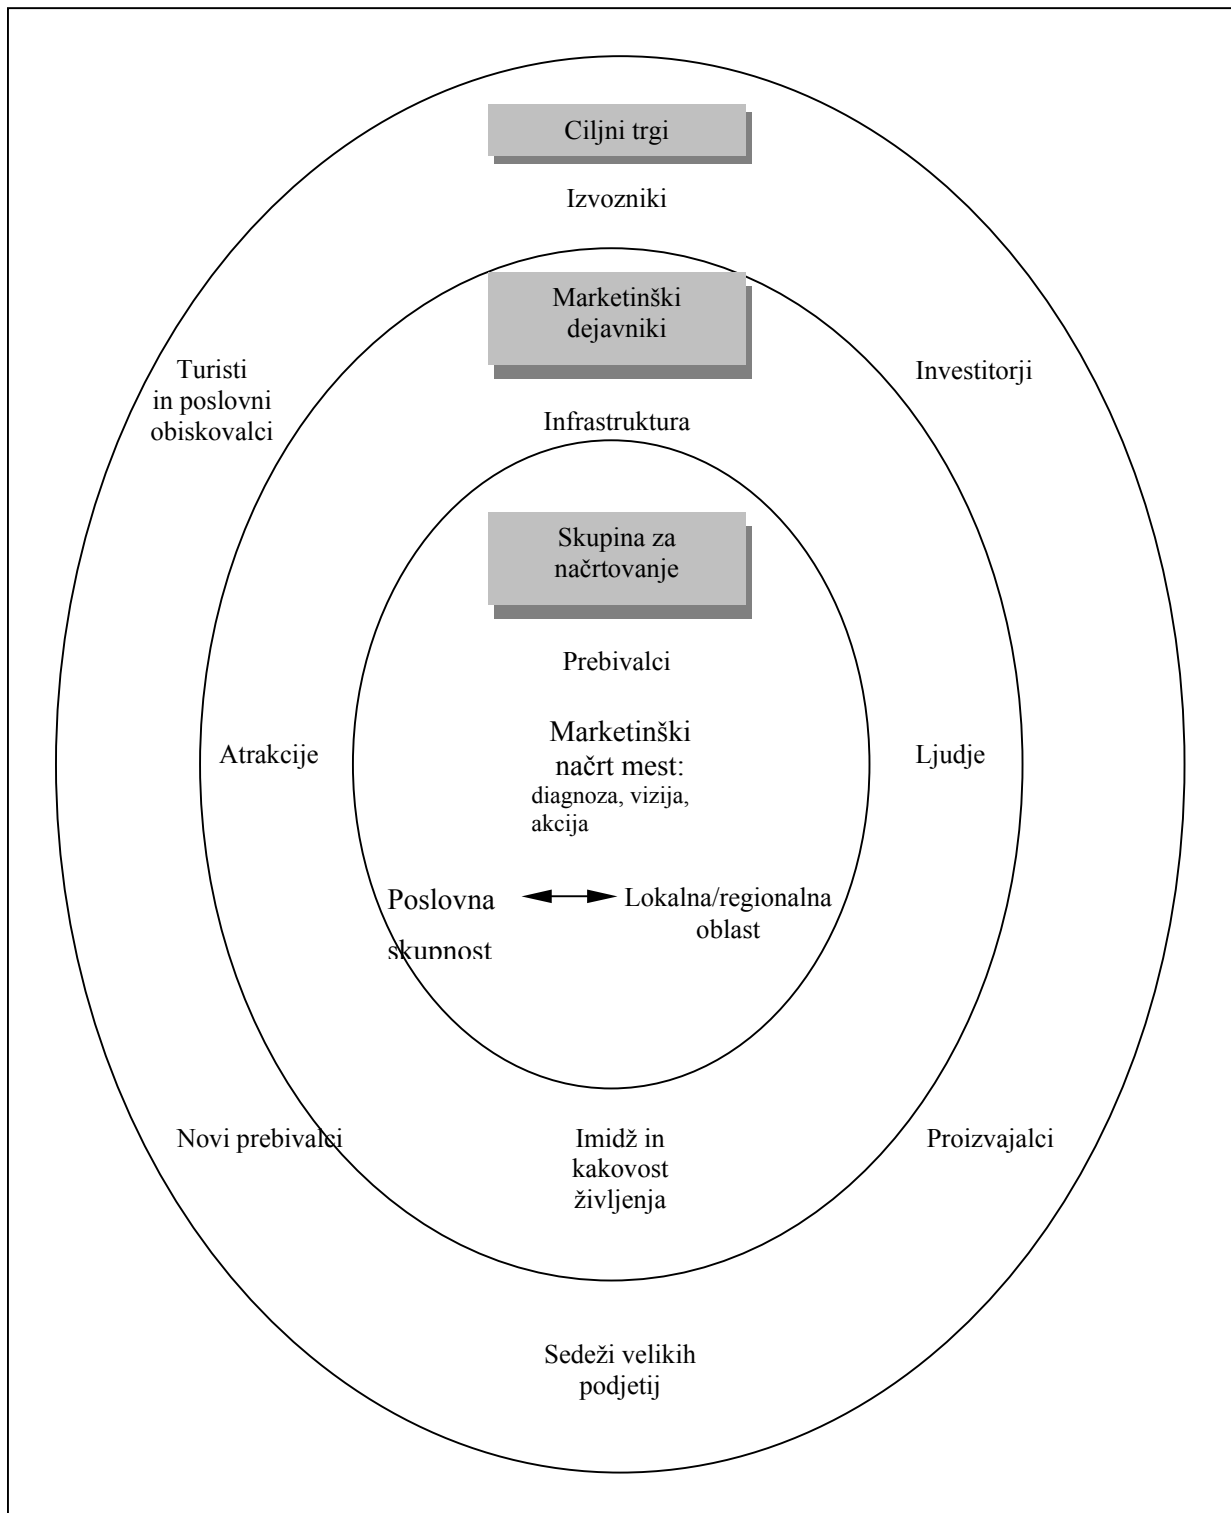 Ciljni trgi
Izvozniki
Marketinški
dejavniki
Turisti
in poslovni
obiskovalci
Investitorji
Infrastruktura
Skupina za
načrtovanje
Prebivalci
Marketinški
načrt mest:
diagnoza, vizija,
akcija
Atrakcije
Ljudje
Poslovna
skupnost
Lokalna/regionalna
oblast
Novi prebivalci
Imidž in
kakovost
življenja
Proizvajalci
Sedeži velikih
podjetij